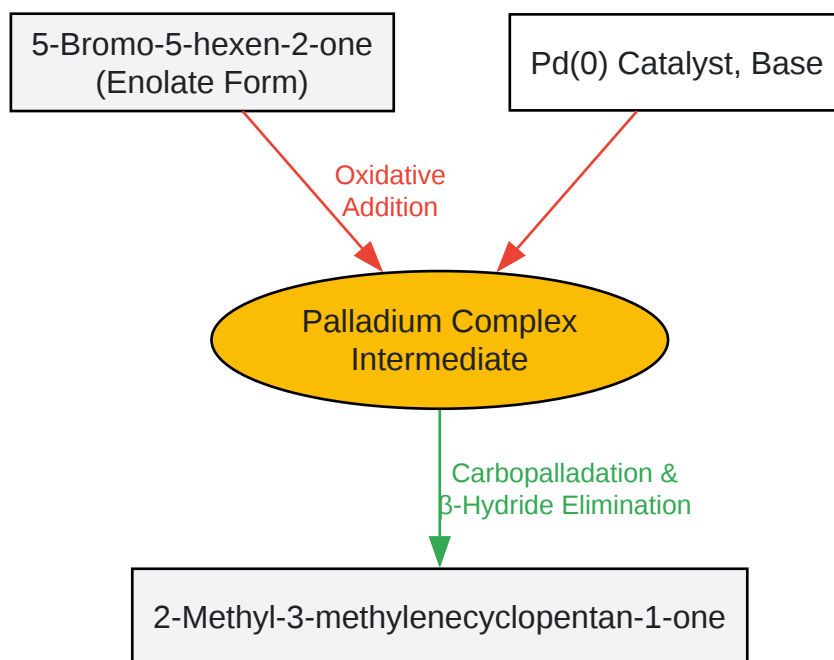 5-Bromo-5-hexen-2-one
(Enolate Form)
Pd(0) Catalyst, Base
Oxidative
Addition
Palladium Complex
Intermediate
Carbopalladation &
β-Hydride Elimination
2-Methyl-3-methylenecyclopentan-1-one